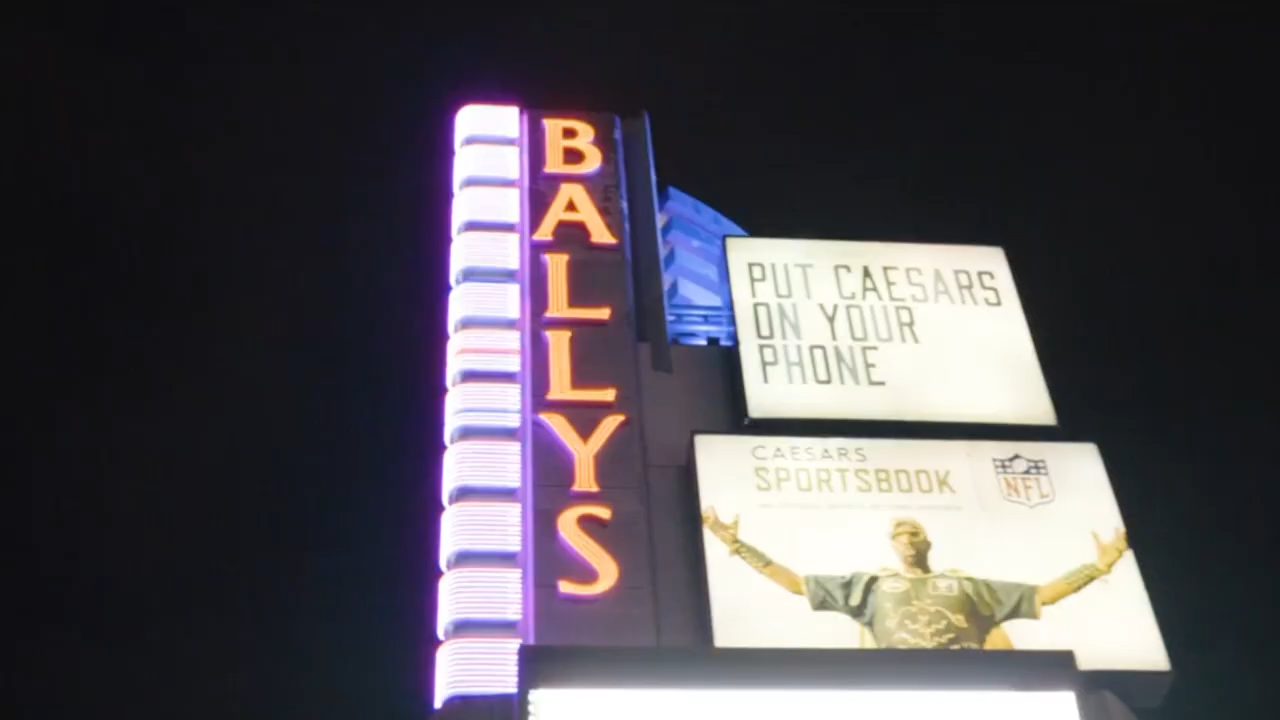 BALLYS
PUT CAESARS
ON YOUR
PHONE
CAESARS
SPORTSBOOK
NFL